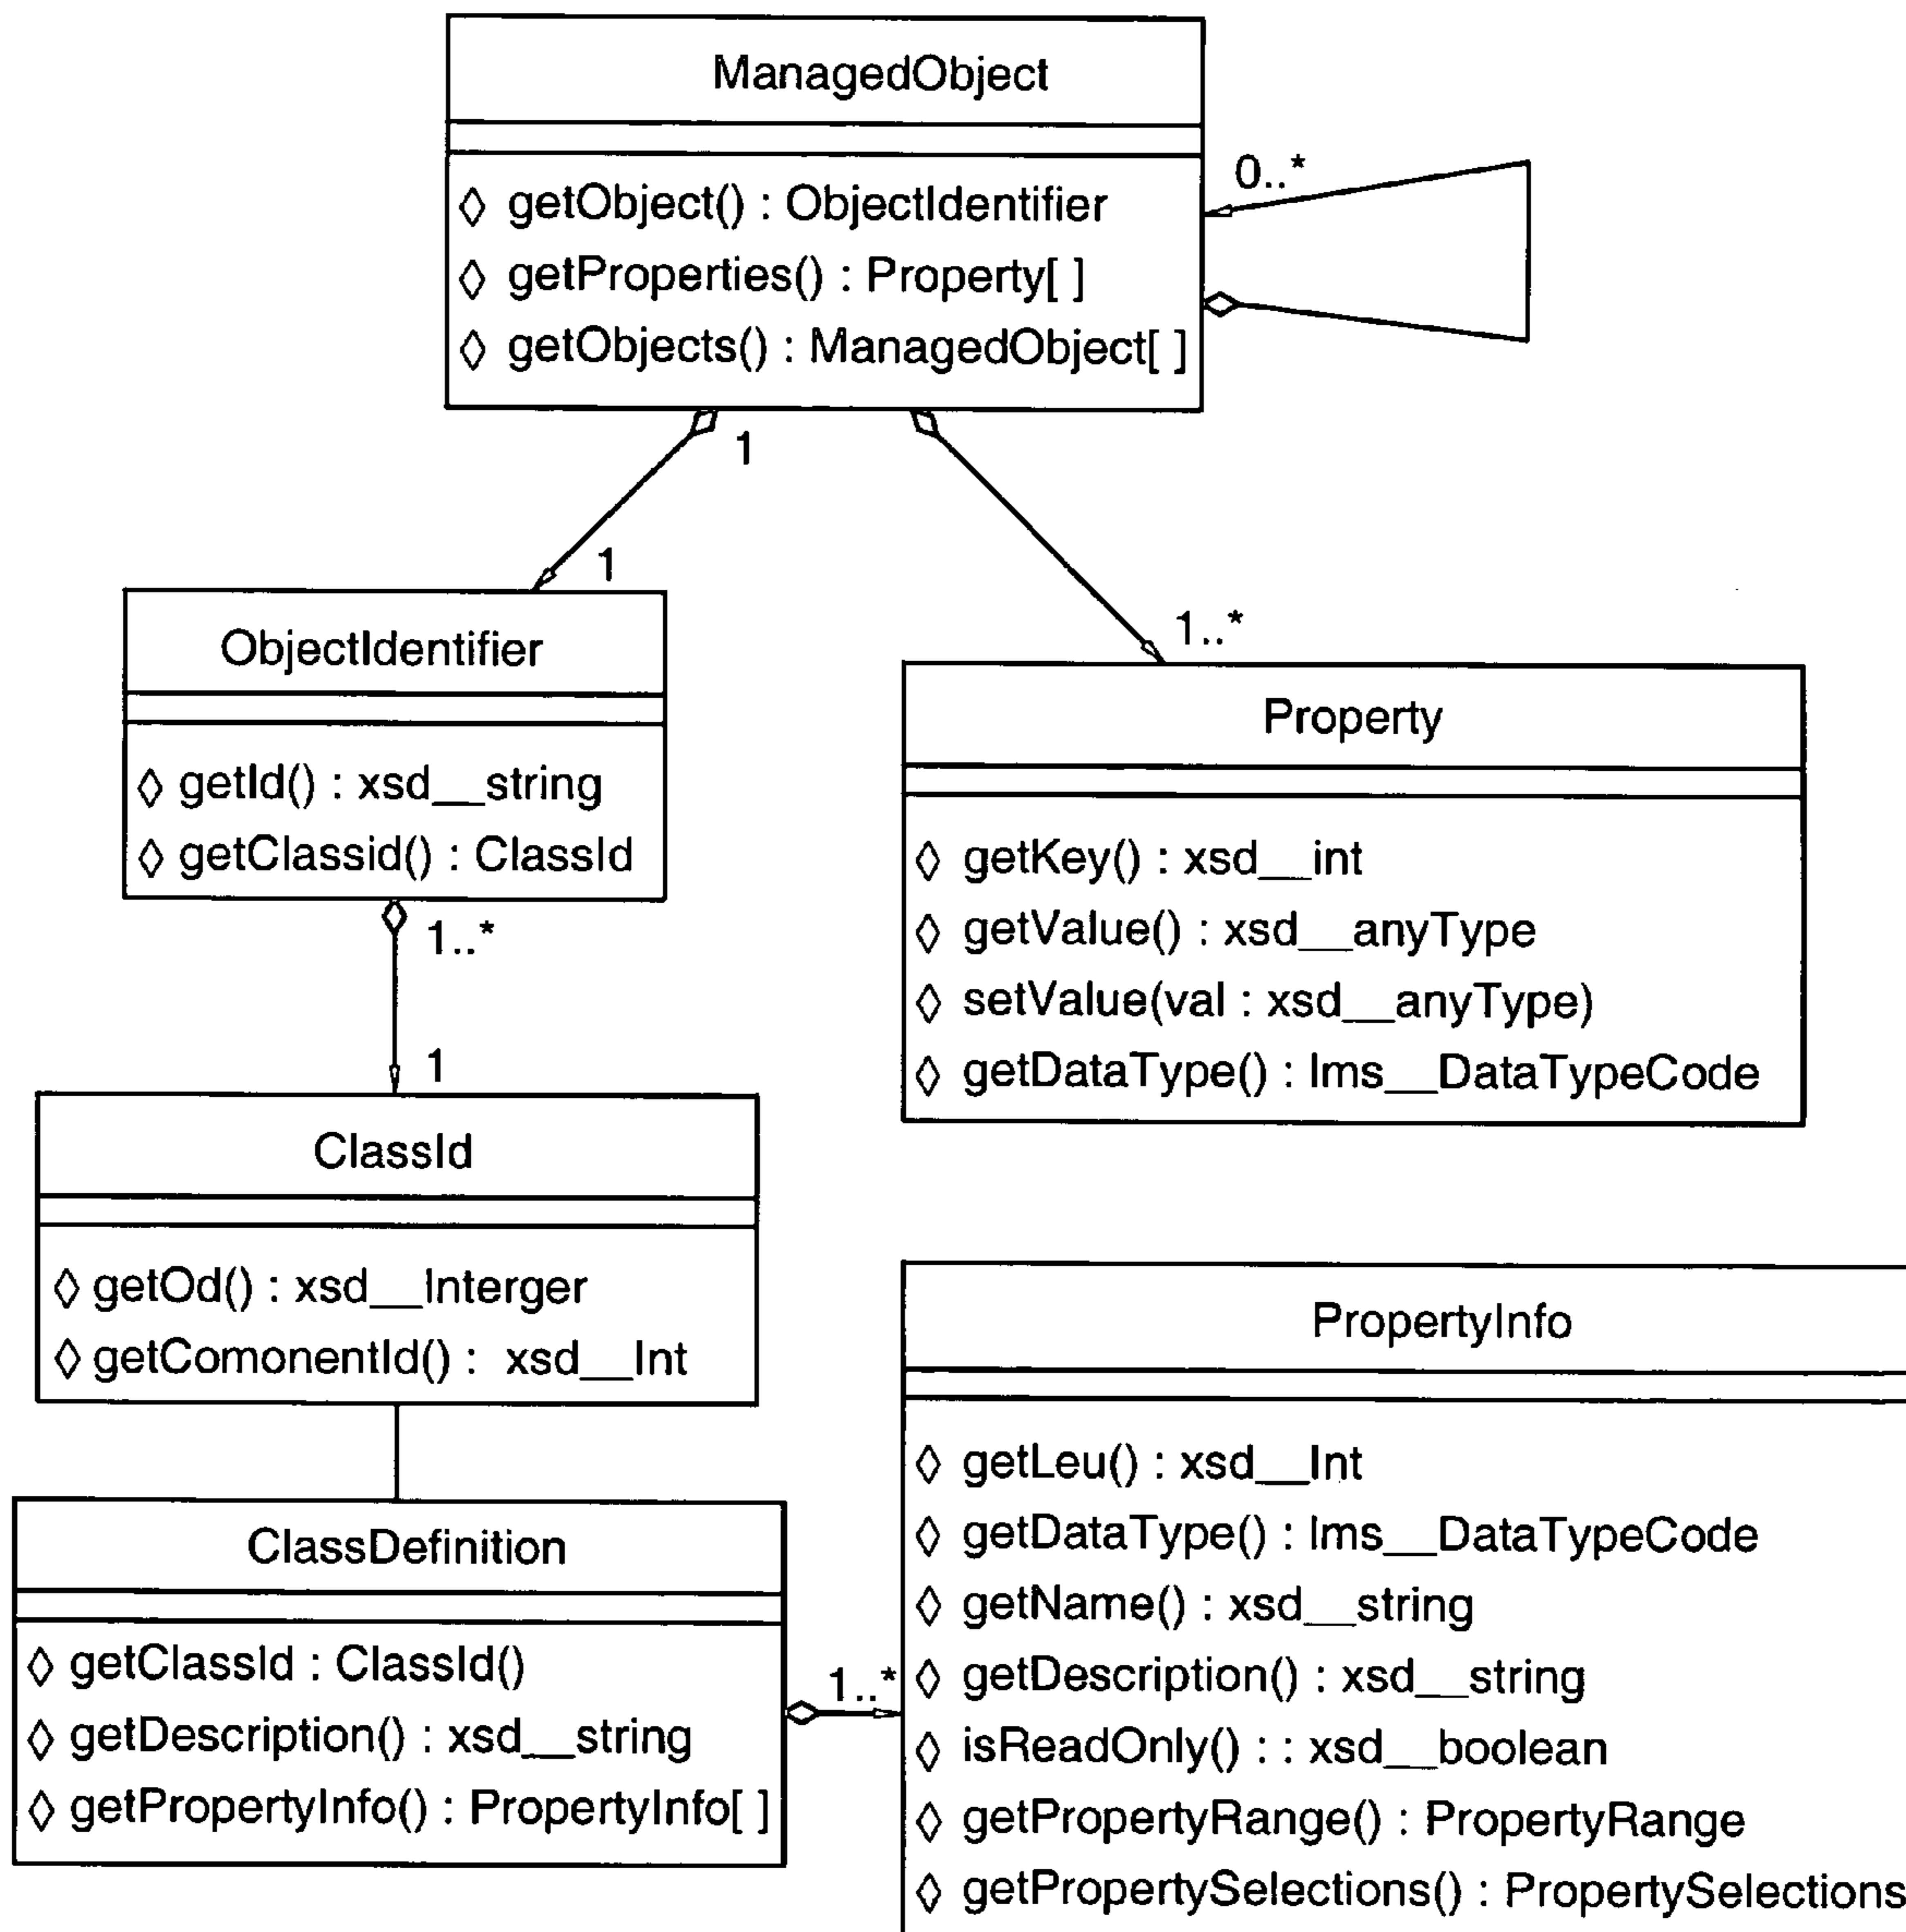 ManagedObject
getObject() : ObjectIdentifier
getProperties() : Property[ ]
getObjects() : ManagedObject[ ]
0..*
1
1
1..*
ObjectIdentifier
getId() : xsd__string
getClassid() : ClassId
1..*
1
Property
getKey() : xsd__int
getValue() : xsd__anyType
setValue(val : xsd__anyType)
getDataType() : lms__DataTypeCode
ClassId
getOd() : xsd__Interger
getComonentId() : xsd__Int
ClassDefinition
getClassId : ClassId()
getDescription() : xsd__string
getPropertyInfo() : PropertyInfo[ ]
1..*
PropertyInfo
getLeu() : xsd__Int
getDataType() : lms__DataTypeCode
getName() : xsd__string
getDescription() : xsd__string
isReadOnly() : : xsd__boolean
getPropertyRange() : PropertyRange
getPropertySelections() : PropertySelections